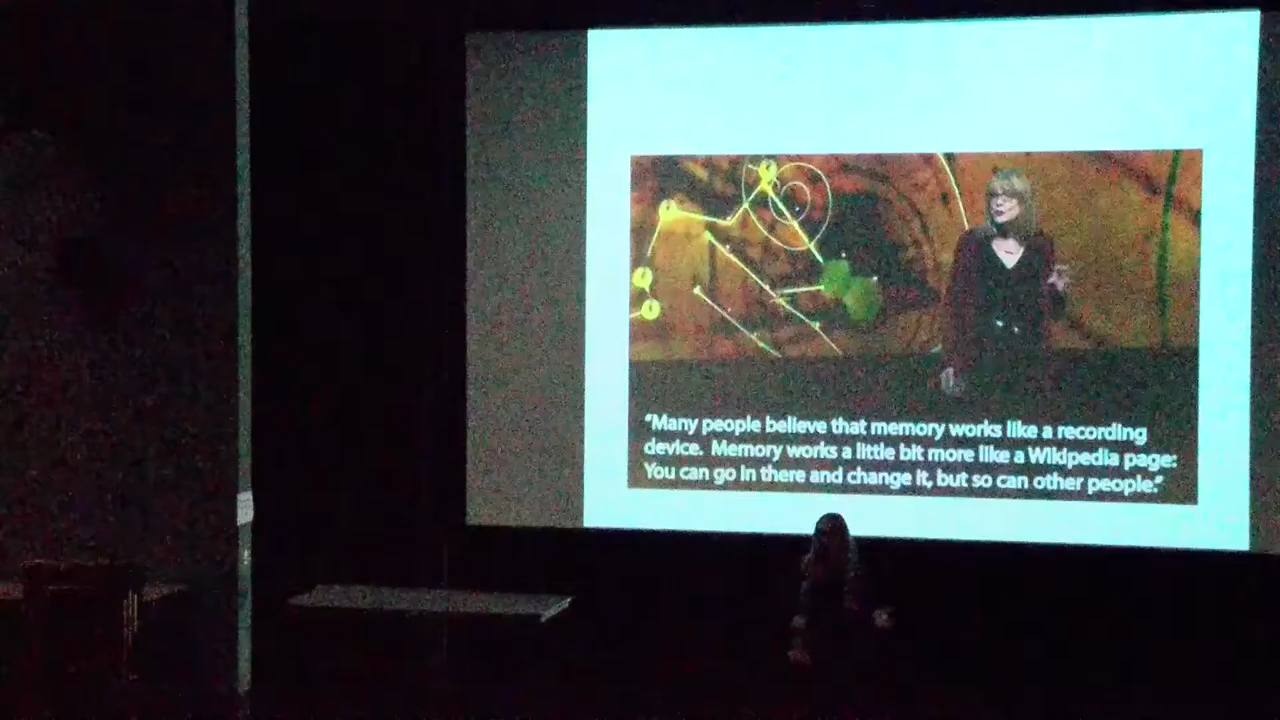 “Many people believe that memory works like a recording
device.  Memory works a little bit more like a Wikipedia page:
You can go in there and change it, but so can other people.”